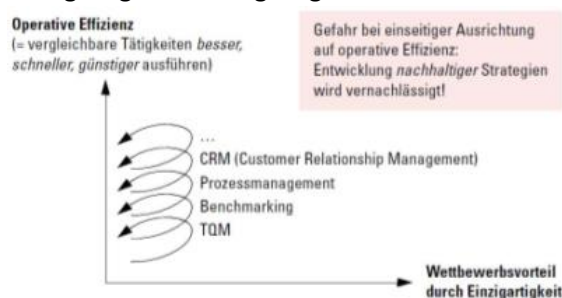 Operative Effizienz
(= vergleichbare Tätigkeiten besser,
schneller, günstiger ausführen)
Gefahr bei einseitiger Ausrichtung
auf operative Effizienz:
Entwicklung nachhaltiger Strategien
wird vernachlässigt!
...
CRM (Customer Relationship Management)
Prozessmanagement
Benchmarking
TQM
Wettbewerbsvorteil
durch Einzigartigkeit